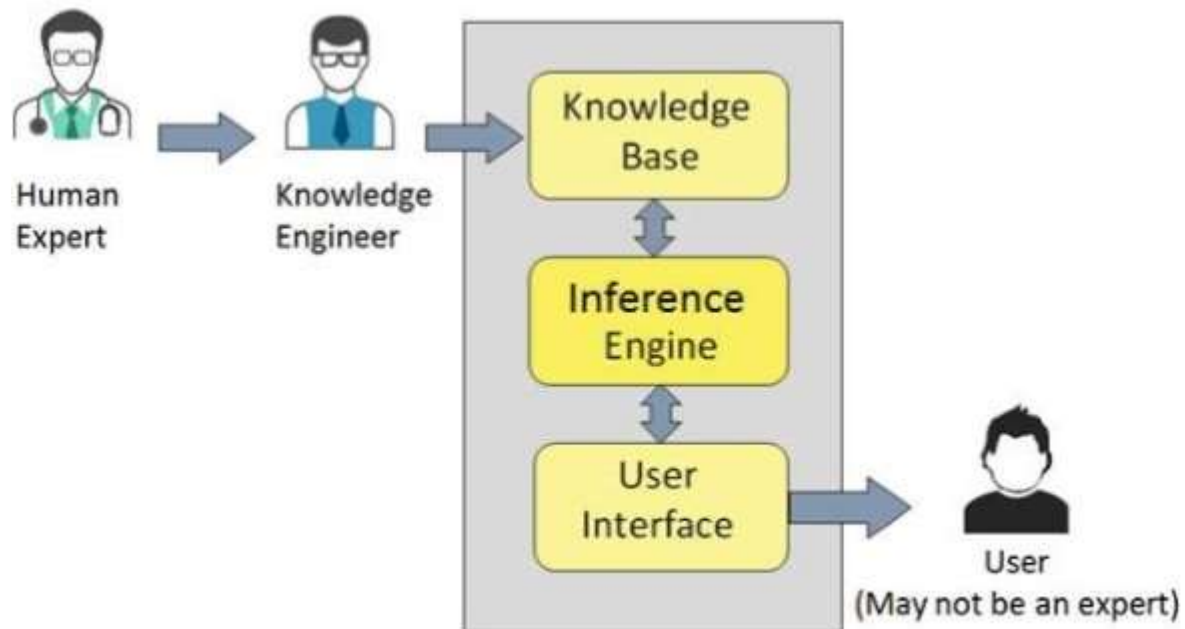 Human
Expert
Knowledge
Engineer
Knowledge
Base
Inference
Engine
User
Interface
User
(May not be an expert)